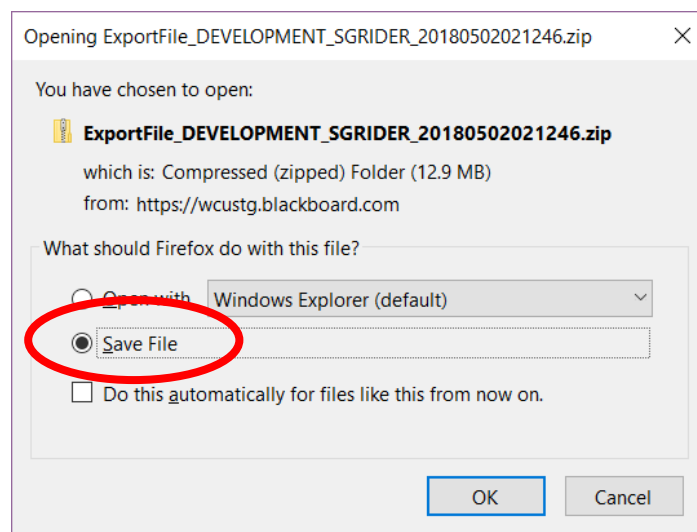 Opening ExportFile_DEVELOPMENT_SGRIDER_20180502021246.zip
You have chosen to open:
ExportFile_DEVELOPMENT_SGRIDER_20180502021246.zip
which is: Compressed (zipped) Folder (12.9 MB)
from: https://wcustg.blackboard.com
What should Firefox do with this file?
Open with Windows Explorer (default)
Save File
Do this automatically for files like this from now on.
OK Cancel